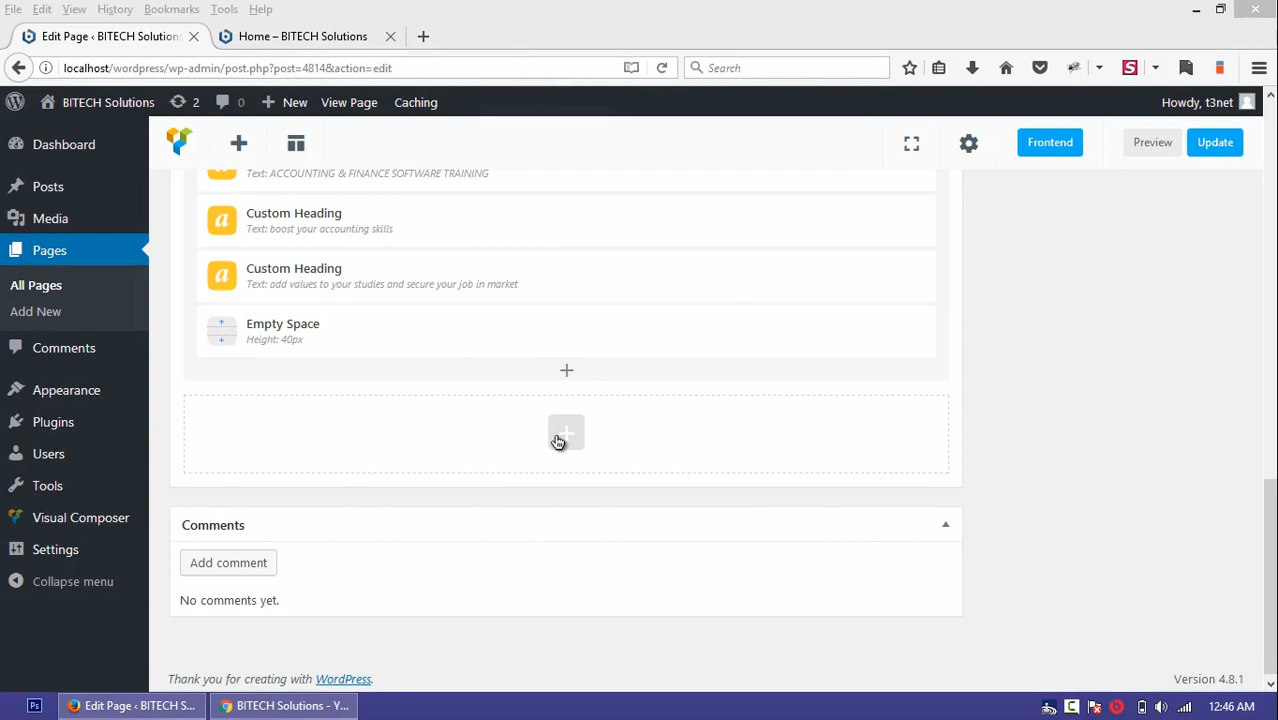 File Edit View History Bookmarks Tools Help
Edit Page ‹ BITECH Solutions
Home – BITECH Solutions
localhost/wordpress/wp-admin/post.php?post=4814&action=edit
Search
BITECH Solutions 2 0 New View Page Caching Howdy, t3net
Frontend Preview Update
Dashboard
Posts
Media
Pages
All Pages
Add New
Comments
Appearance
Plugins
Users
Tools
Visual Composer
Settings
Collapse menu
Text: ACCOUNTING & FINANCE SOFTWARE TRAINING
Custom Heading
Text: boost your accounting skills
Custom Heading
Text: add values to your studies and secure your job in market
Empty Space
Height: 40px
Comments
Add comment
No comments yet.
Thank you for creating with WordPress.
Version 4.8.1
Edit Page ‹ BITECH S...
BITECH Solutions - Y...
12:46 AM